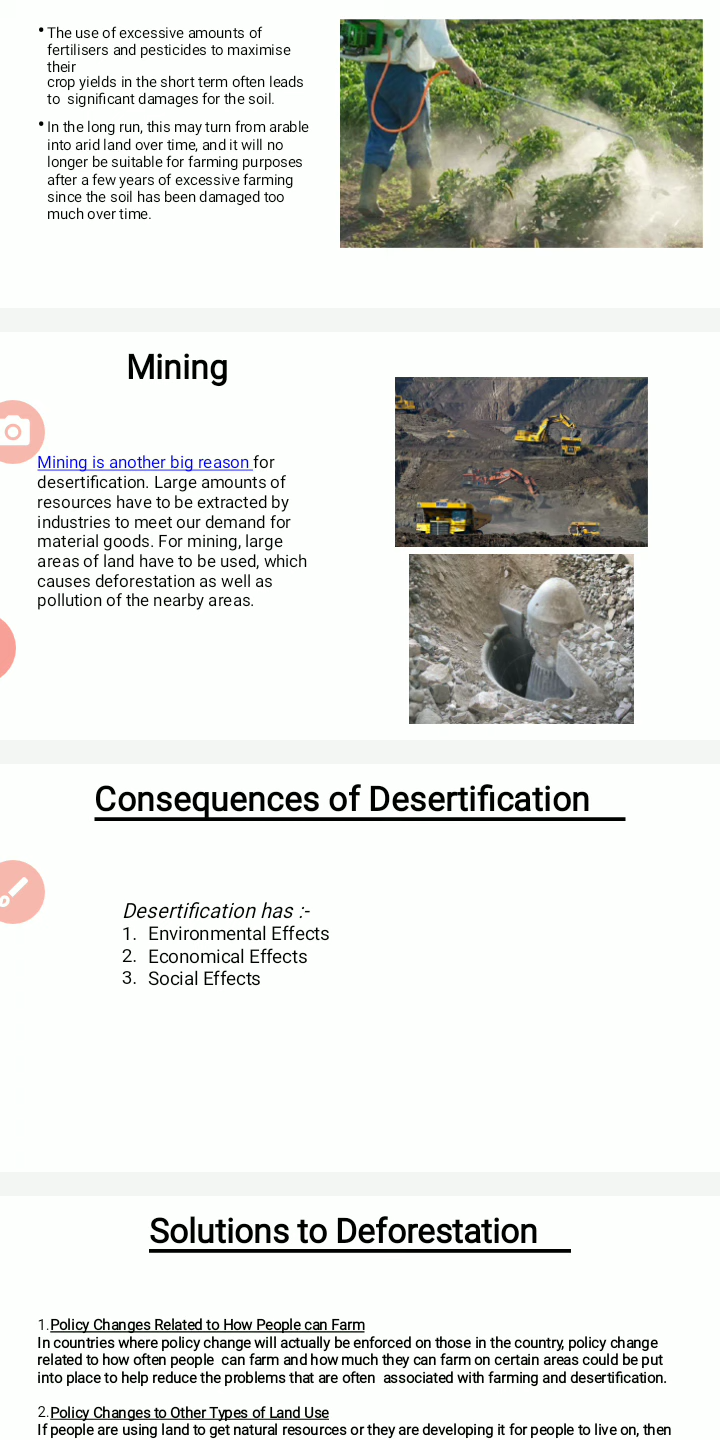 • The use of excessive amounts of
fertilisers and pesticides to maximise
their
crop yields in the short term often leads
to  significant damages for the soil.
• In the long run, this may turn from arable
into arid land over time, and it will no
longer be suitable for farming purposes
after a few years of excessive farming
since the soil has been damaged too
much over time.
Mining
Mining is another big reason for
desertification. Large amounts of
resources have to be extracted by
industries to meet our demand for
material goods. For mining, large
areas of land have to be used, which
causes deforestation as well as
pollution of the nearby areas.
Consequences of Desertification
Desertification has :-
1. Environmental Effects
2. Economical Effects
3. Social Effects
Solutions to Deforestation
1.Policy Changes Related to How People can Farm
In countries where policy change will actually be enforced on those in the country, policy change
related to how often people  can farm and how much they can farm on certain areas could be put
into place to help reduce the problems that are often  associated with farming and desertification.
2.Policy Changes to Other Types of Land Use
If people are using land to get natural resources or they are developing it for people to live on, then